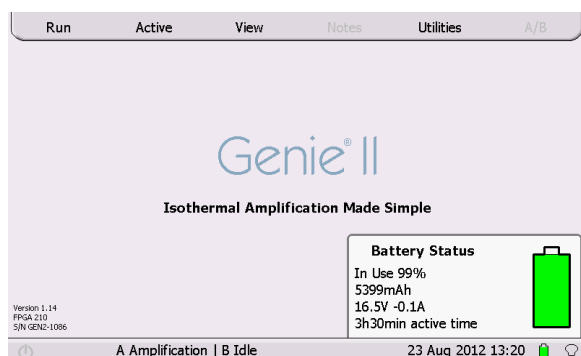 Run Active View Notes Utilities A/B
Genie® II
Isothermal Amplification Made Simple
Battery Status
In Use 99%
5399mAh
16.5V -0.1A
3h30min active time
Version 1.14
FPGA 210
S/N GEN2-1086
A Amplification | B Idle 23 Aug 2012 13:20